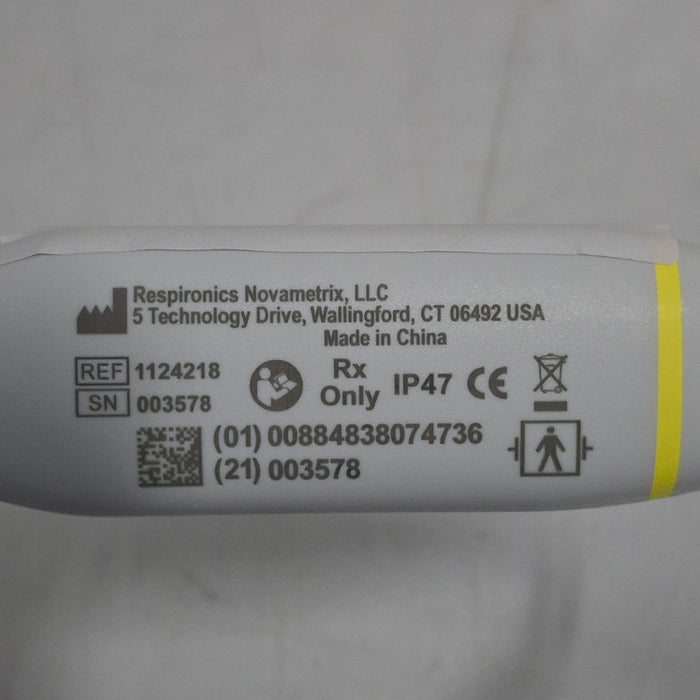 Respironics Novametrix, LLC
5 Technology Drive, Wallingford, CT 06492 USA
Made in China
REF 1124218
SN 003578
Rx Only
IP47 CE
(01) 00884838074736
(21) 003578